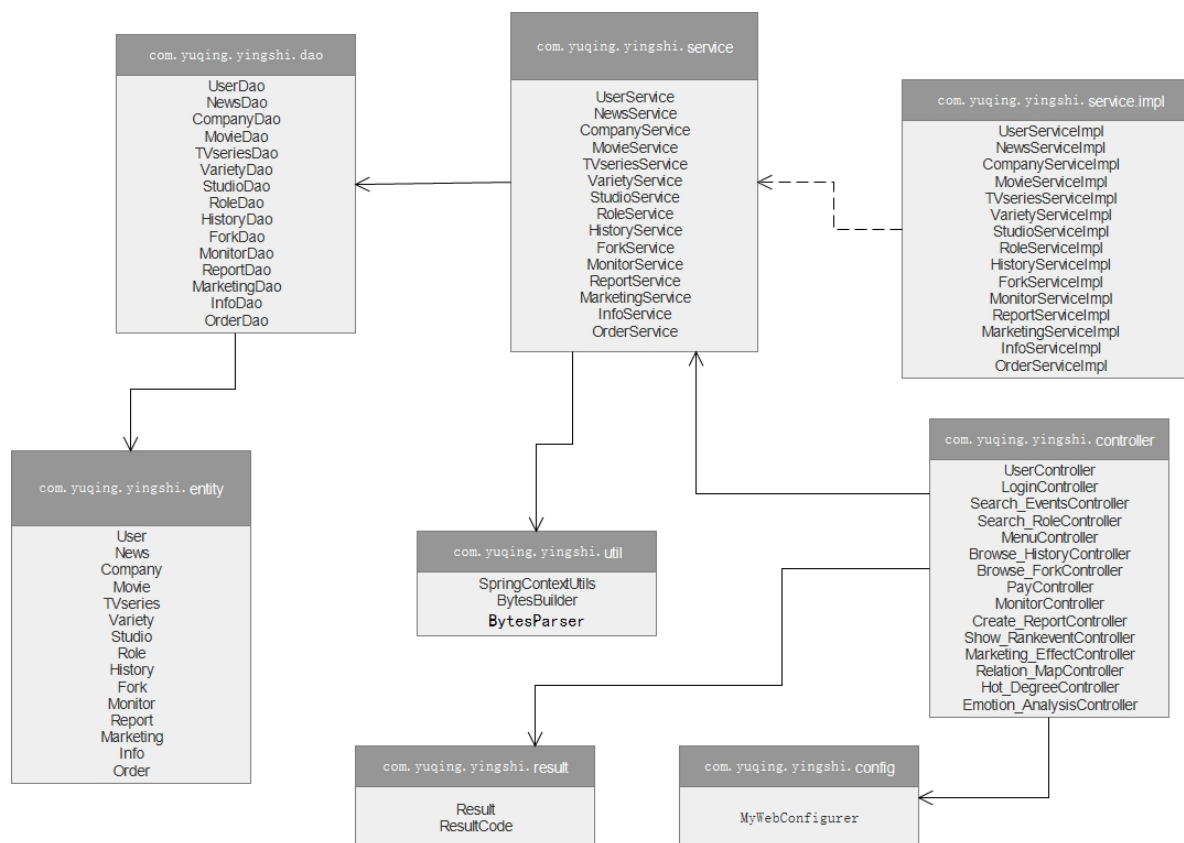 com.yuqing.yingshi.dao
UserDao
NewsDao
CompanyDao
MovieDao
TVseriesDao
VarietyDao
StudioDao
RoleDao
HistoryDao
ForkDao
MonitorDao
ReportDao
MarketingDao
InfoDao
OrderDao
com.yuqing.yingshi.service
UserService
NewsService
CompanyService
MovieService
TVseriesService
VarietyService
StudioService
RoleService
HistoryService
ForkService
MonitorService
ReportService
MarketingService
InfoService
OrderService
com.yuqing.yingshi.service.impl
UserServiceImpl
NewsServiceImpl
CompanyServiceImpl
MovieServiceImpl
TVseriesServiceImpl
VarietyServiceImpl
StudioServiceImpl
RoleServiceImpl
HistoryServiceImpl
ForkServiceImpl
MonitorServiceImpl
ReportServiceImpl
MarketingServiceImpl
InfoServiceImpl
OrderServiceImpl
com.yuqing.yingshi.entity
User
News
Company
Movie
TVseries
Variety
Studio
Role
History
Fork
Monitor
Report
Marketing
Info
Order
com.yuqing.yingshi.util
SpringContextUtils
BytesBuilder
BytesParser
com.yuqing.yingshi.controller
UserController
LoginController
Search_EventsController
Search_RoleController
MenuController
Browse_HistoryController
Browse_ForkController
PayController
MonitorController
Create_ReportController
Show_RankeventController
Marketing_EffectController
Relation_MapController
Hot_DegreeController
Emotion_AnalysisController
com.yuqing.yingshi.result
Result
ResultCode
com.yuqing.yingshi.config
MyWebConfigurer